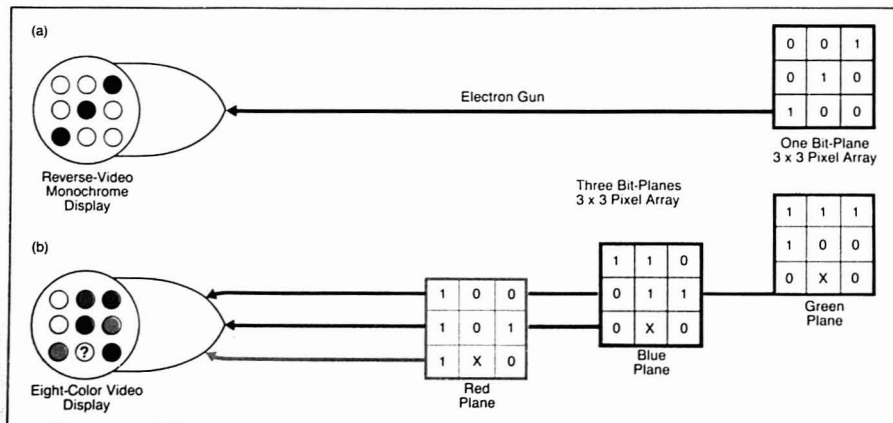 (a)
0 0 1
0 1 0
1 0 0
Electron Gun
One Bit-Plane
3 x 3 Pixel Array
Reverse-Video
Monochrome
Display
Three Bit-Planes
3 x 3 Pixel Array
(b)
1 1 1
1 0 0
0 X 0
Green
Plane
1 1 0
0 1 1
0 X 0
Blue
Plane
1 0 0
1 0 1
1 X 0
Red
Plane
?
Eight-Color Video
Display